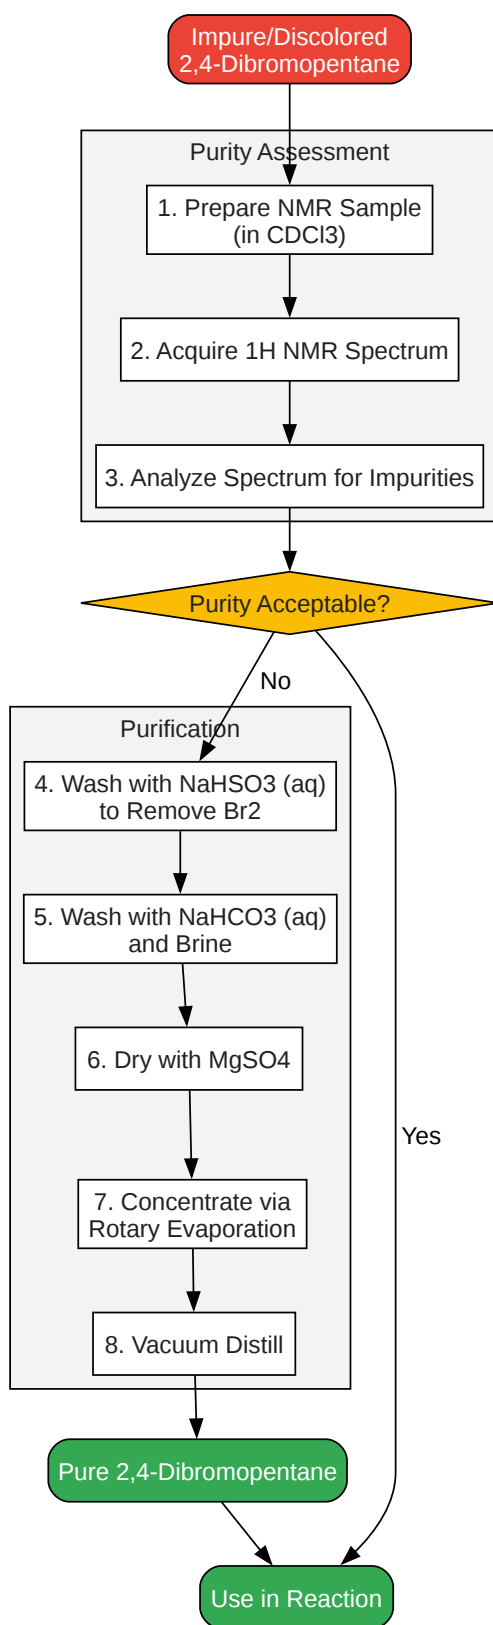 Impure/Discolored
2,4-Dibromopentane
Purity Assessment
1. Prepare NMR Sample
(in CDCl3)
2. Acquire 1H NMR Spectrum
3. Analyze Spectrum for Impurities
Purity Acceptable?
No
Purification
4. Wash with NaHSO3 (aq)
to Remove Br2
5. Wash with NaHCO3 (aq)
and Brine
6. Dry with MgSO4
Yes
7. Concentrate via
Rotary Evaporation
8. Vacuum Distill
Pure 2,4-Dibromopentane
Use in Reaction